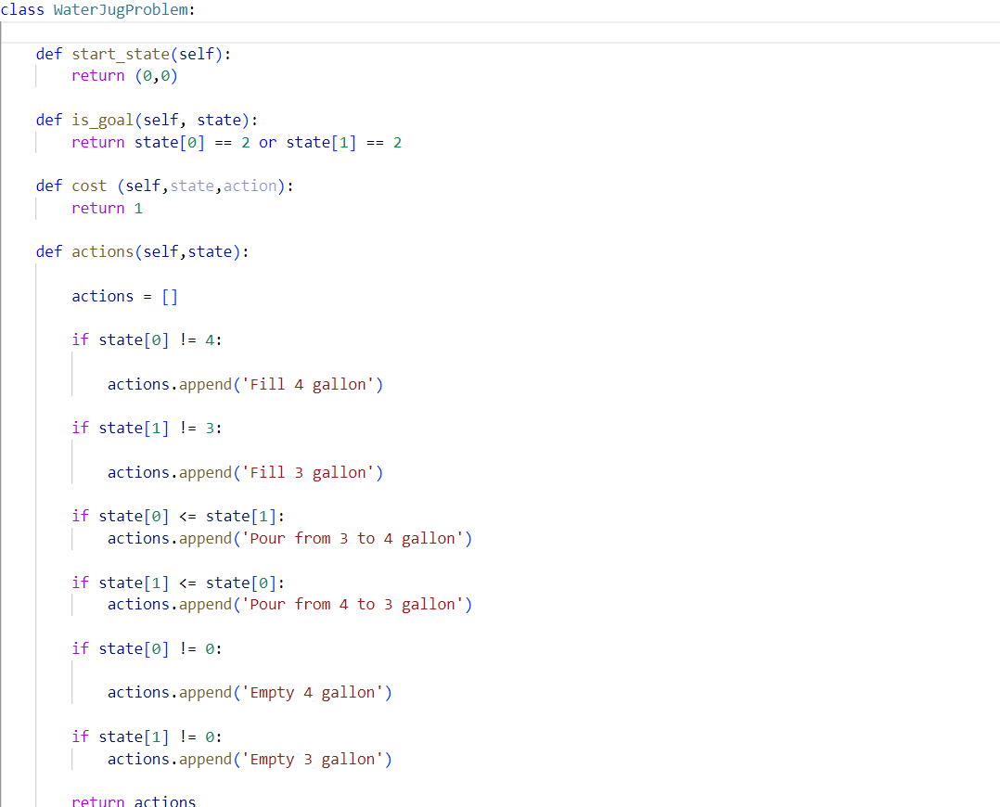 class WaterJugProblem:
    def start_state(self):
        return (0,0)
    def is_goal(self, state):
        return state[0] == 2 or state[1] == 2
    def cost (self,state,action):
        return 1
    def actions(self,state):
        actions = []
        if state[0] != 4:
            actions.append('Fill 4 gallon')
        if state[1] != 3:
            actions.append('Fill 3 gallon')
        if state[0] <= state[1]:
            actions.append('Pour from 3 to 4 gallon')
        if state[1] <= state[0]:
            actions.append('Pour from 4 to 3 gallon')
        if state[0] != 0:
            actions.append('Empty 4 gallon')
        if state[1] != 0:
            actions.append('Empty 3 gallon')
        return actions